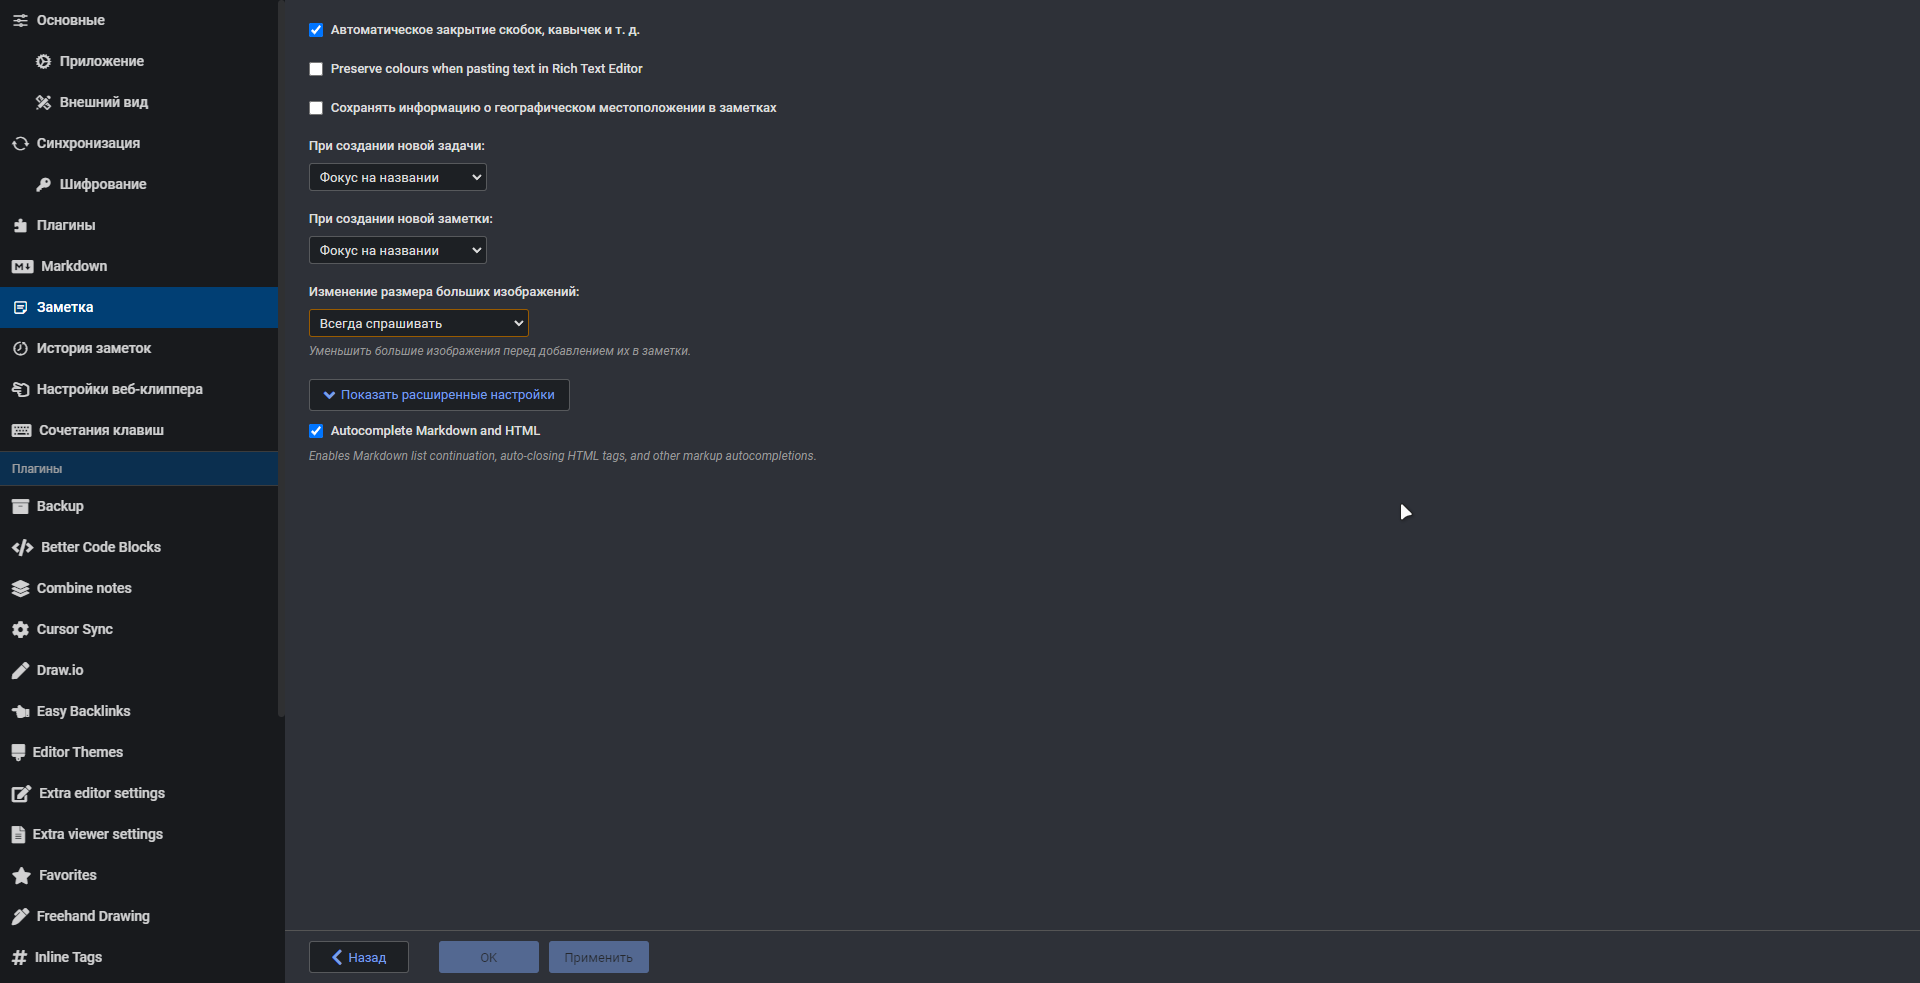 Основные
Приложение
Внешний вид
Синхронизация
Шифрование
Плагины
Markdown
Заметка
История заметок
Настройки веб-клиппера
Сочетания клавиш
Плагины
Backup
Better Code Blocks
Combine notes
Cursor Sync
Draw.io
Easy Backlinks
Editor Themes
Extra editor settings
Extra viewer settings
Favorites
Freehand Drawing
Inline Tags
Автоматическое закрытие скобок, кавычек и т. д.
Preserve colours when pasting text in Rich Text Editor
Сохранять информацию о географическом местоположении в заметках
При создании новой задачи:
Фокус на названии
При создании новой заметки:
Фокус на названии
Изменение размера больших изображений:
Всегда спрашивать
Уменьшить большие изображения перед добавлением их в заметки.
Показать расширенные настройки
Autocomplete Markdown and HTML
Enables Markdown list continuation, auto-closing HTML tags, and other markup autocompletions.
Назад
ОК
Применить